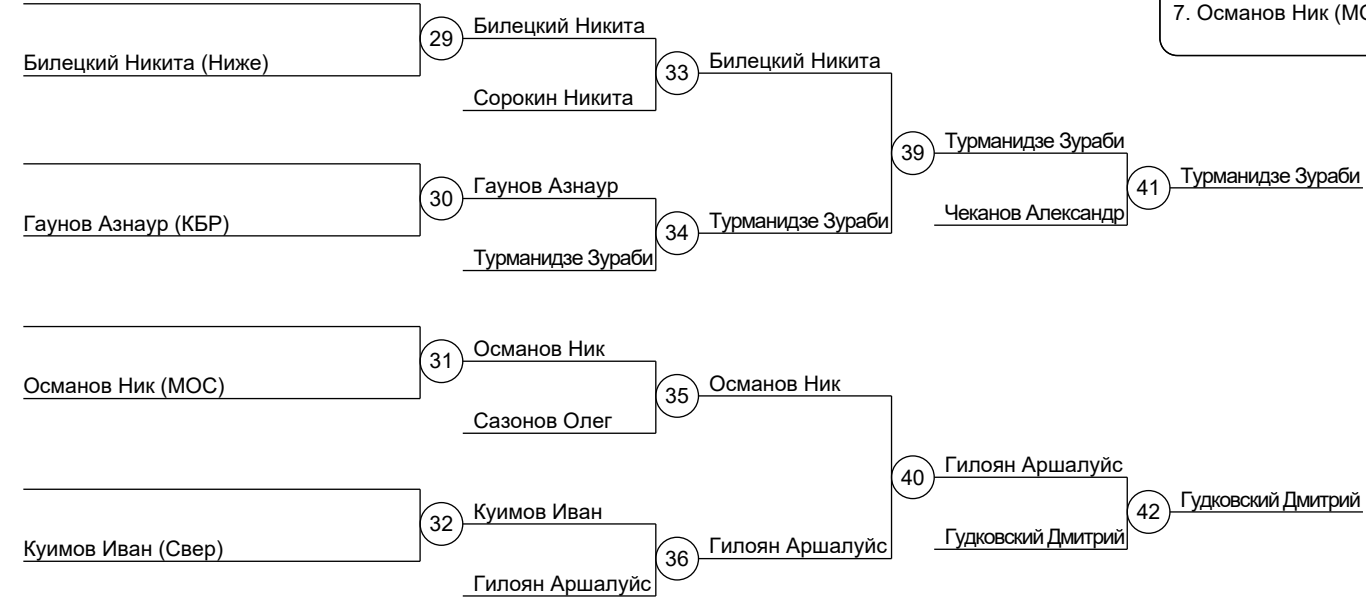 7. Османов Ник (МО
Билецкий Никита (Ниже)
29
Билецкий Никита
Сорокин Никита
33
Билецкий Никита
Гаунов Азнаур (КБР)
30
Гаунов Азнаур
Турманидзе Зураби
34
Турманидзе Зураби
39
Турманидзе Зураби
Чеканов Александр
41
Турманидзе Зураби
Османов Ник (МОС)
31
Османов Ник
Сазонов Олег
35
Османов Ник
Куимов Иван (Свер)
32
Куимов Иван
Гилоян Аршалуйс
36
Гилоян Аршалуйс
40
Гилоян Аршалуйс
Гудковский Дмитрий
42
Гудковский Дмитрий